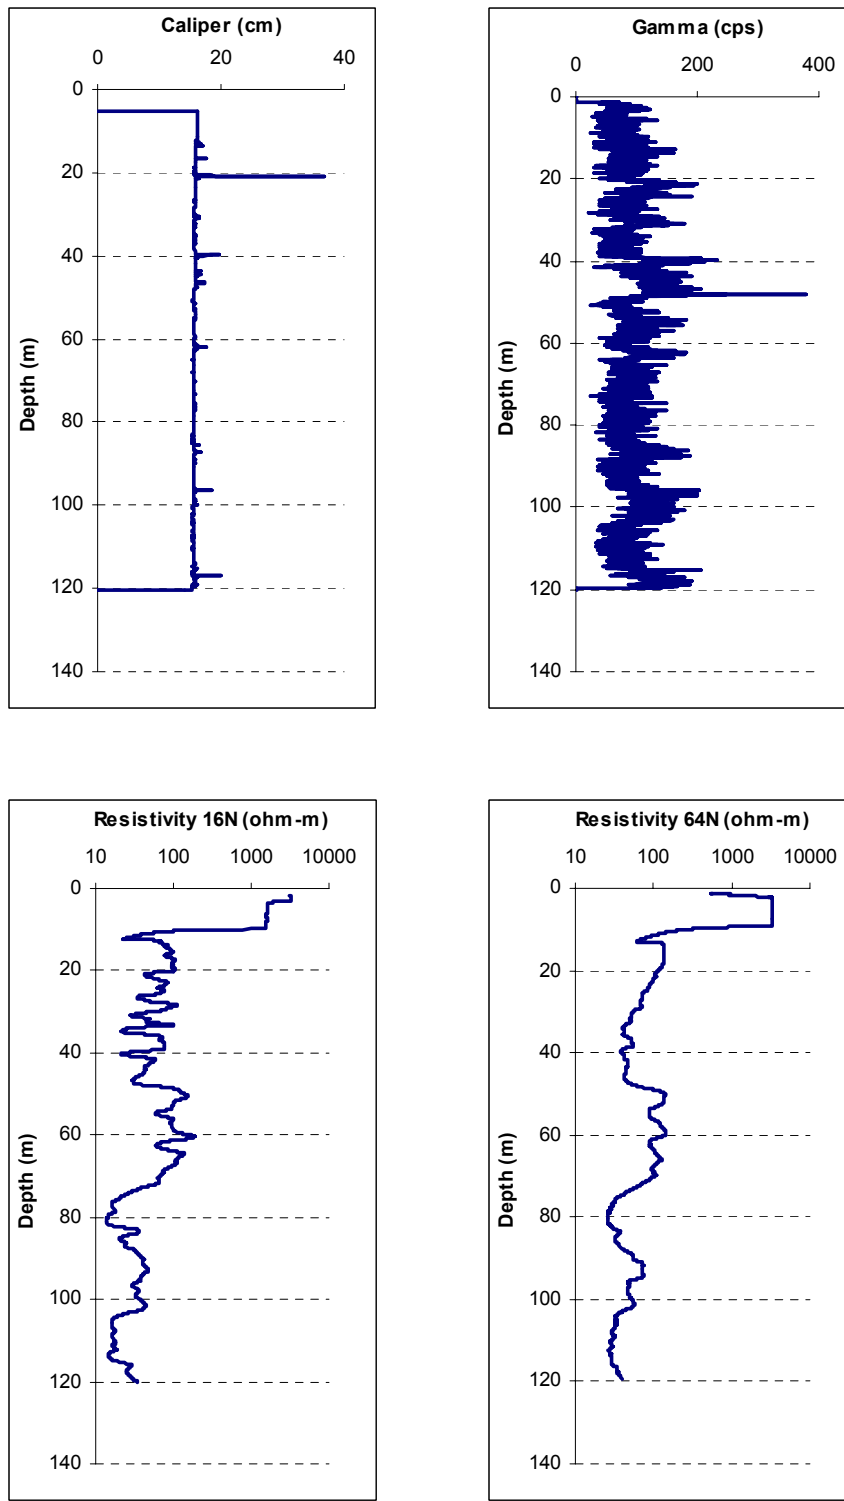 Caliper (cm)
0 20 40
0
20
40
60
80
100
120
140
Depth (m)
Gamma (cps)
0 200 400
0
20
40
60
80
100
120
140
Depth (m)
Resistivity 16N (ohm-m)
10 100 1000 10000
0
20
40
60
80
100
120
140
Depth (m)
Resistivity 64N (ohm-m)
10 100 1000 10000
0
20
40
60
80
100
120
140
Depth (m)